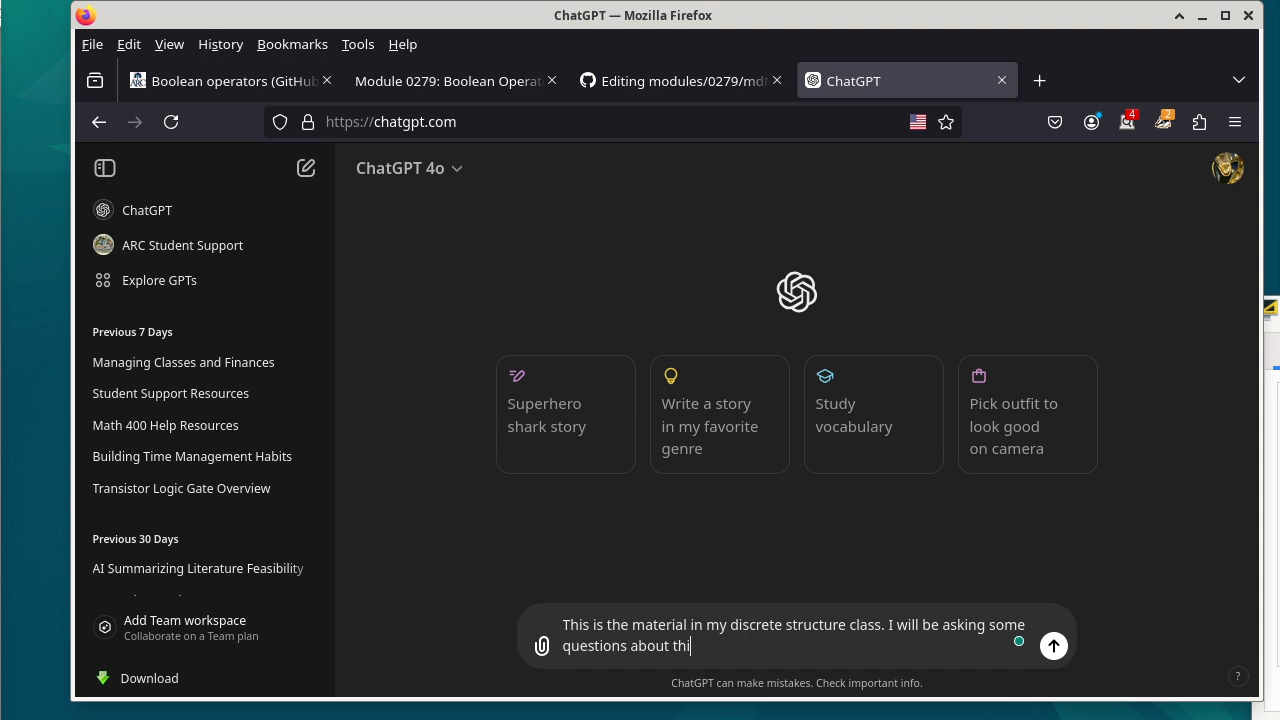 ChatGPT — Mozilla Firefox
File Edit View History Bookmarks Tools Help
Boolean operators (GitHub
Module 0279: Boolean Operat
Editing modules/0279/md
ChatGPT
https://chatgpt.com
4
2
ChatGPT 4o
ChatGPT
ARC Student Support
Explore GPTs
Previous 7 Days
Managing Classes and Finances
Student Support Resources
Math 400 Help Resources
Building Time Management Habits
Transistor Logic Gate Overview
Previous 30 Days
AI Summarizing Literature Feasibility
Add Team workspace
Collaborate on a Team plan
Download
Superhero
shark story
Write a story
in my favorite
genre
Study
vocabulary
Pick outfit to
look good
on camera
This is the material in my discrete structure class. I will be asking some
questions about thi
ChatGPT can make mistakes. Check important info.
?